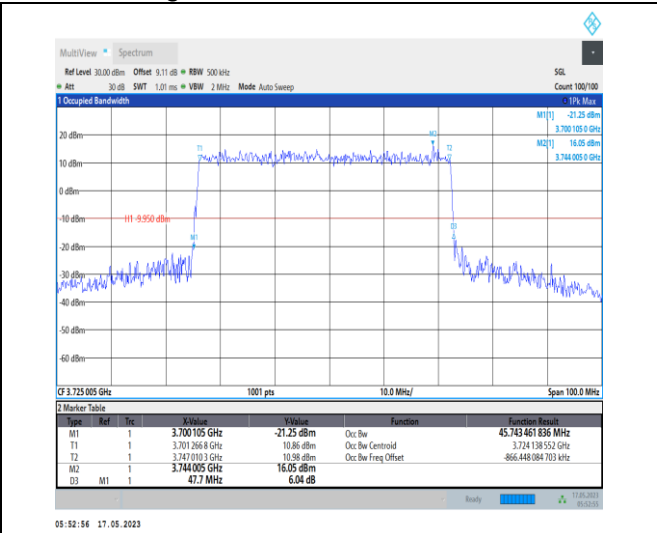 MultiView Spectrum
Ref Level 30.00 dBm Offset 9.11 dB RBW 500 kHz SGL
Att 30 dB SWT 1.01 ms VBW 2 MHz Mode Auto Sweep Count 100/100
1 Occupied Bandwidth 1Pk Max
M1[1] -21.25 dBm
3.700 105 0 GHz
M2[1] 16.05 dBm
3.744 005 0 GHz
20 dBm
M2
T1 T2
10 dBm
0 dBm
-10 dBm H1 -9.950 dBm
D3
M1
-20 dBm
-30 dBm
-40 dBm
-50 dBm
-60 dBm
CF 3.725 005 GHz 1001 pts 10.0 MHz/ Span 100.0 MHz
2 Marker Table
Type Ref Trc X-Value Y-Value Function Function Result
M1 1 3.700105 GHz -21.25 dBm Occ Bw 45.743 461 836 MHz
T1 1 3.701 266 8 GHz 10.86 dBm Occ Bw Centroid 3.724 138 552 GHz
T2 1 3.747 010 3 GHz 10.98 dBm Occ Bw Freq Offset -866.448 084 703 kHz
M2 1 3.744 005 GHz 16.05 dBm
D3 M1 1 47.7 MHz 6.04 dB
Ready 17.05.2023
05:52:55
05:52:56 17.05.2023